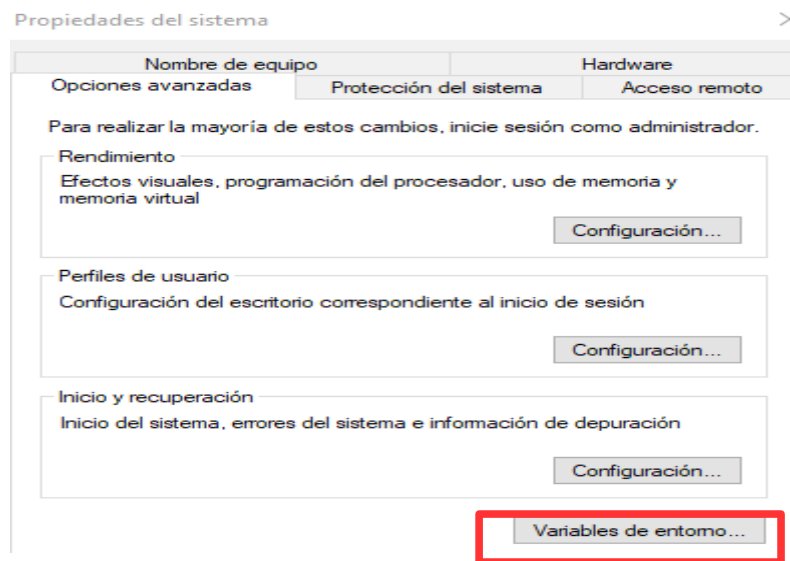 Propiedades del sistema
Nombre de equipo
Hardware
Opciones avanzadas
Protección del sistema
Acceso remoto
Para realizar la mayoría de estos cambios, inicie sesión como administrador.
Rendimiento
Efectos visuales, programación del procesador, uso de memoria y
memoria virtual
Configuración...
Perfiles de usuario
Configuración del escritorio correspondiente al inicio de sesión
Configuración...
Inicio y recuperación
Inicio del sistema, errores del sistema e información de depuración
Configuración...
Variables de entorno...